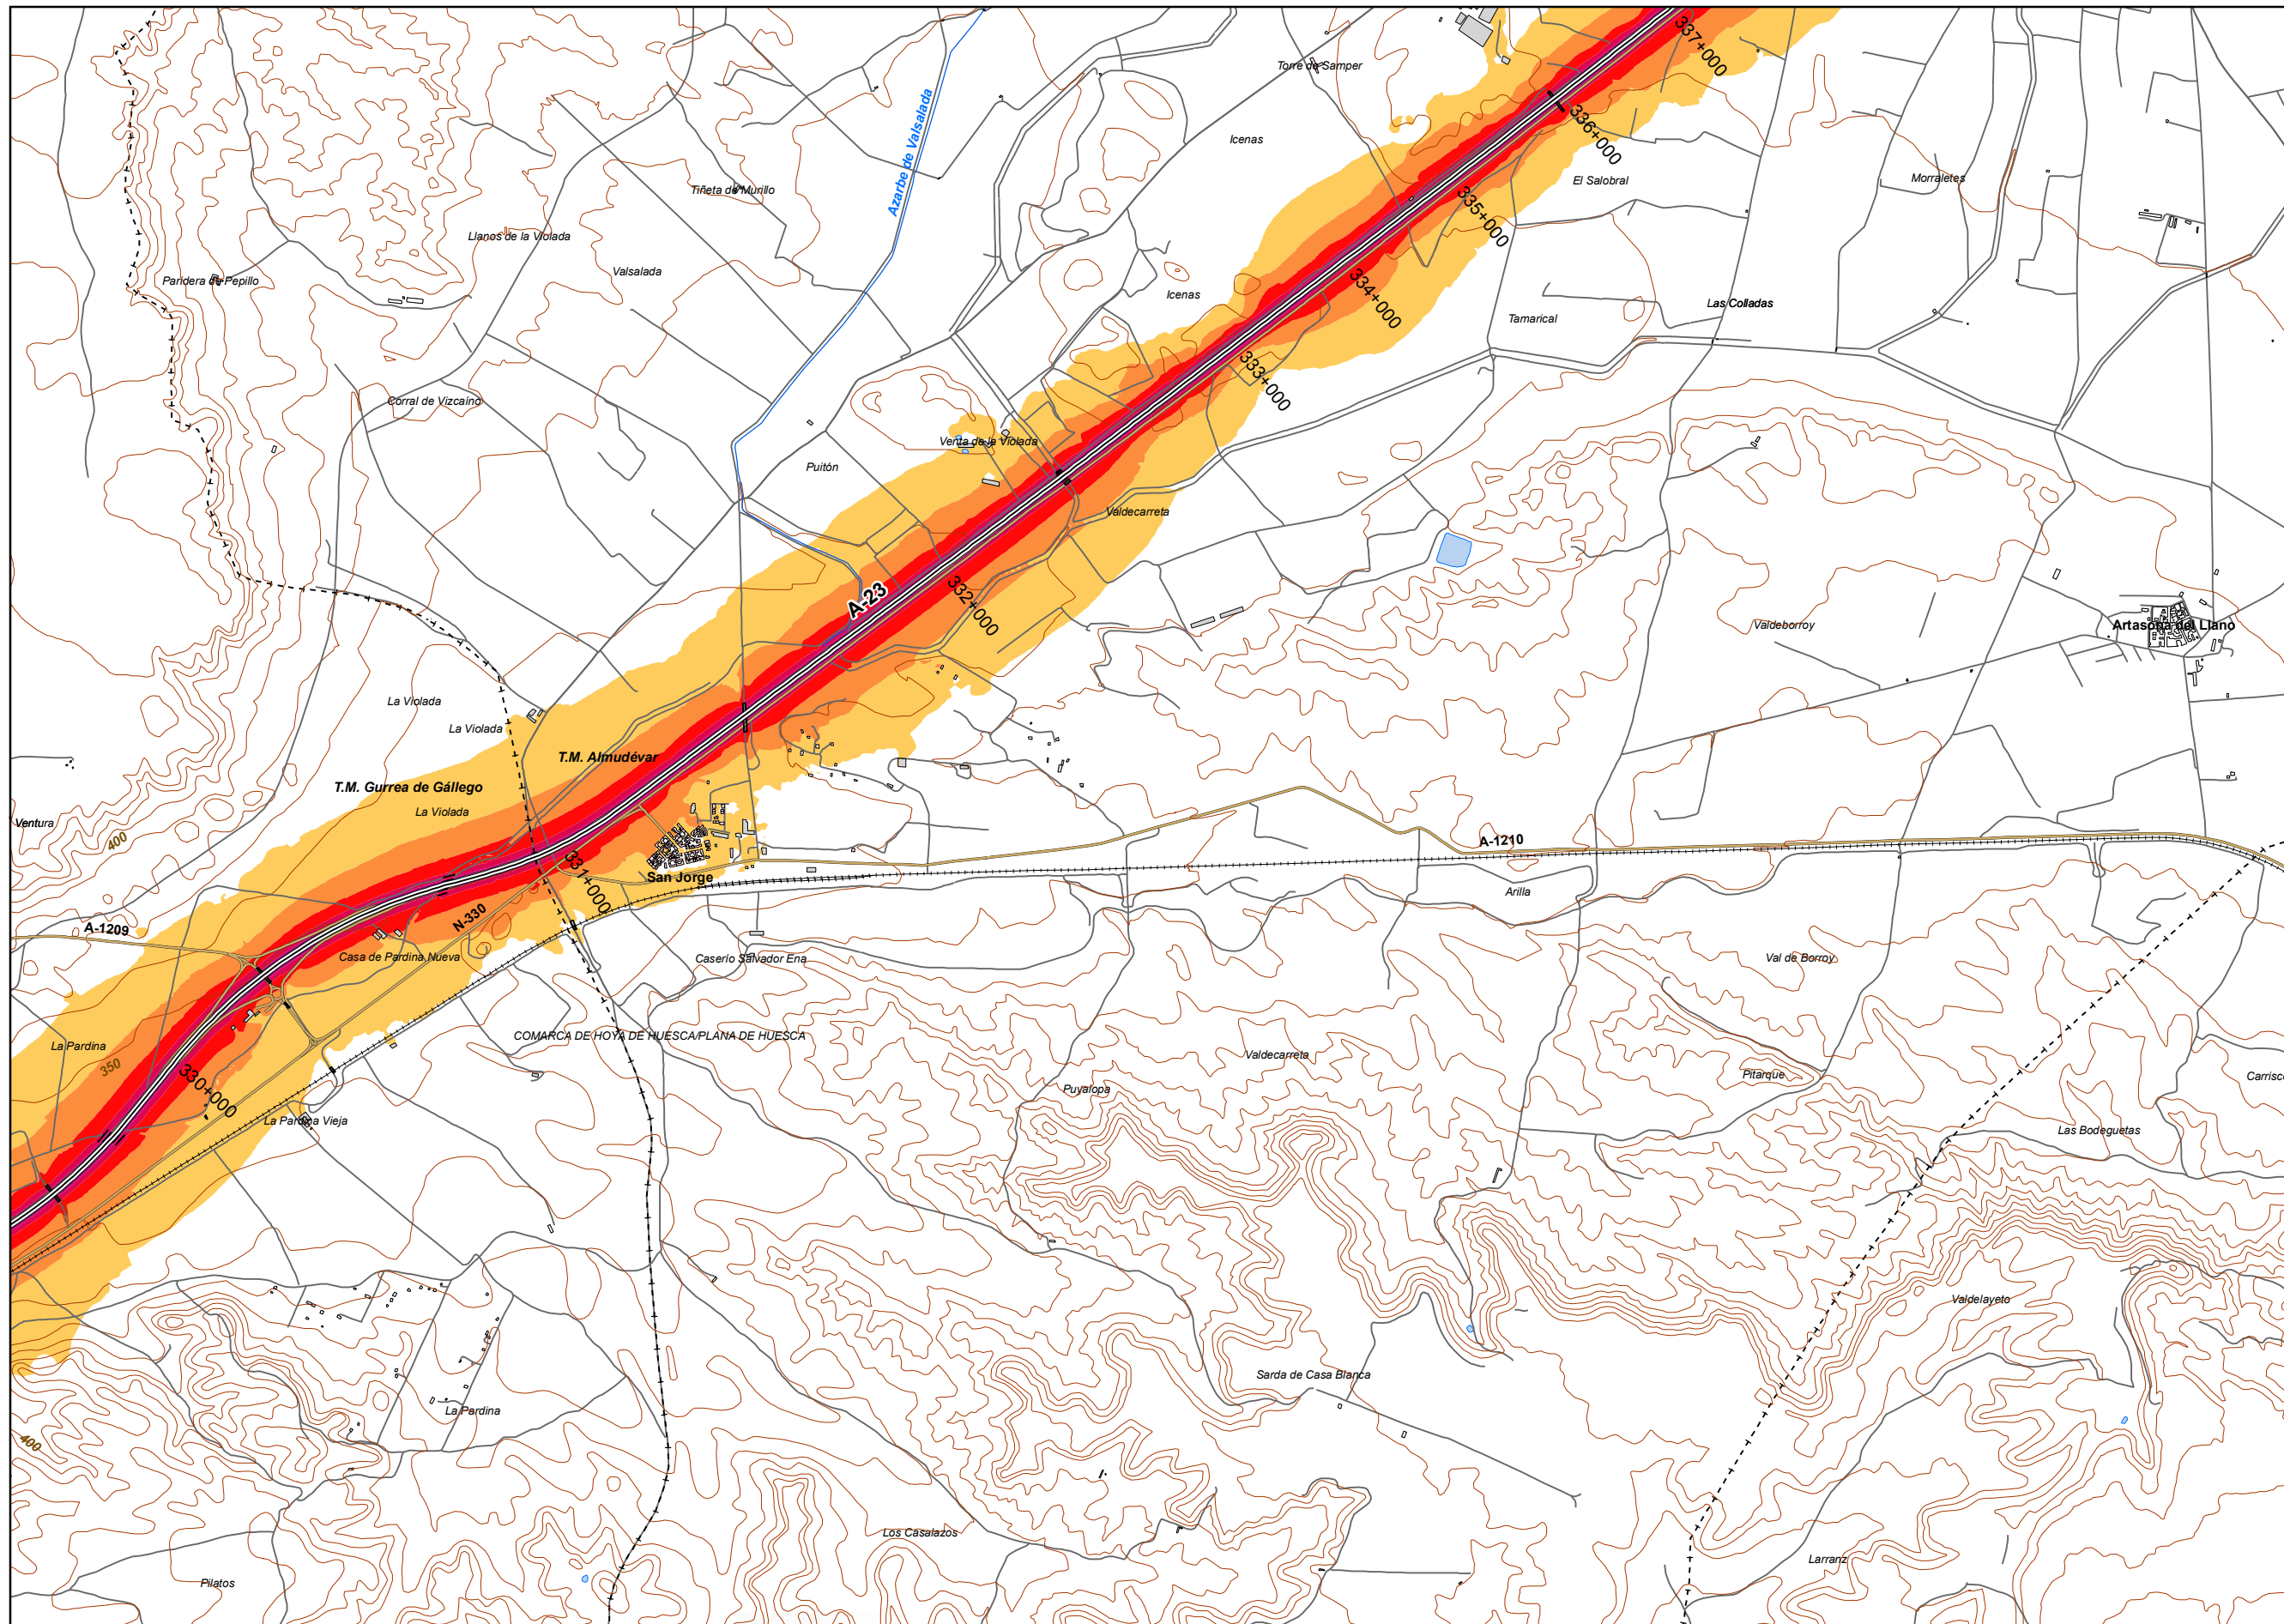 337+000
Torre de Samper
336+000
Azarbe de Valsalada
Icenas
El Salobral
Morraletes
Tiñeta de Murillo
335+000
Llanos de la Violada
Valsalada
Paridera de Pepillo
Icenas
334+000
Las Colladas
Tamarical
333+000
Corral de Vizcaíno
Venta de la Violada
Puitón
Valdecarreta
A-23
332+000
Valdeborroy
Artasona del Llano
La Violada
La Violada
T.M. Almudévar
T.M. Gurrea de Gállego
La Violada
Ventura
400
A-1210
331+000
San Jorge
Arilla
N-330
A-1209
Casa de Pardina Nueva
Caserío Salvador Ena
Val de Borroy
COMARCA DE HOYA DE HUESCA/PLANA DE HUESCA
La Pardina
350
Valdecarreta
330+000
Puyalopa
Pitarque
Carrisc
La Pardina Vieja
Las Bodeguetas
Valdelayeto
Sarda de Casa Blanca
La Pardina
400
Los Casalazos
Larranz
Pilatos